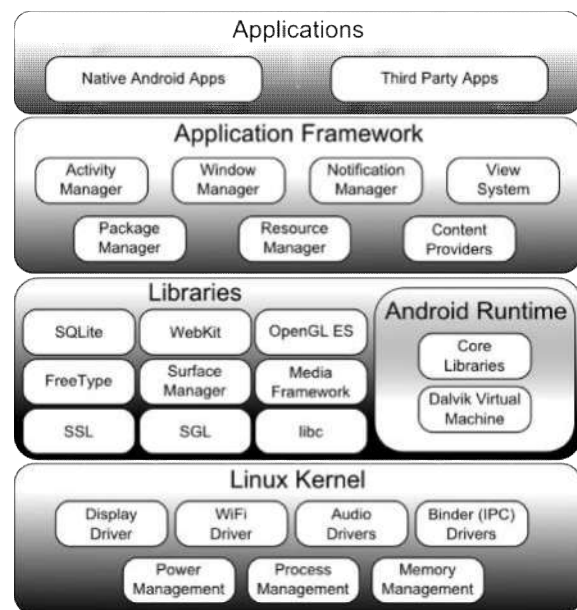 Applications
Native Android Apps
Third Party Apps
Application Framework
Activity
Manager
Window
Manager
Notification
Manager
View
System
Package
Manager
Resource
Manager
Content
Providers
Libraries
SQLite
WebKit
OpenGL ES
FreeType
Surface
Manager
Media
Framework
SSL
SGL
libc
Android Runtime
Core
Libraries
Dalvik Virtual
Machine
Linux Kernel
Display
Driver
WiFi
Driver
Audio
Drivers
Binder (IPC)
Drivers
Power
Management
Process
Management
Memory
Management